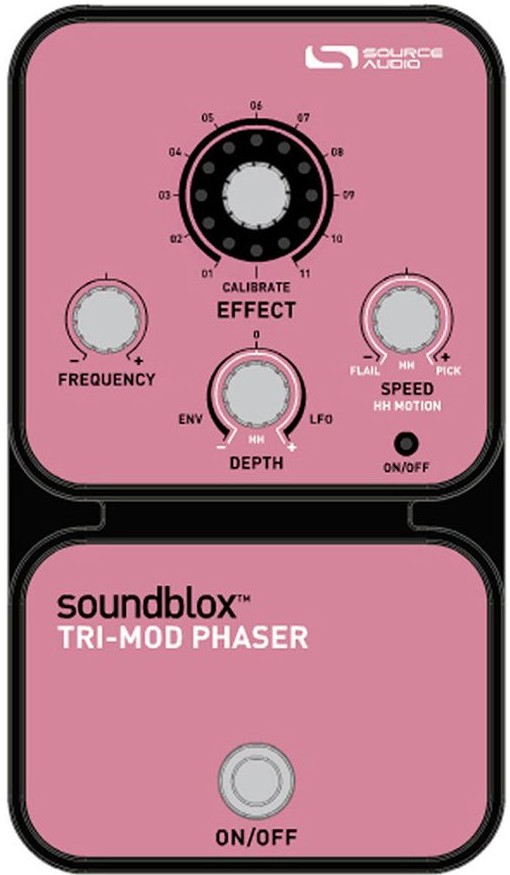 SOURCE
AUDIO
06
05 07
04 08
03 09
02 10
01 11
CALIBRATE
EFFECT
- +
FREQUENCY
0
ENV LFO
- HH +
DEPTH
- +
FLAIL HH PICK
SPEED
HH MOTION
ON/OFF
soundblox™
TRI-MOD PHASER
ON/OFF